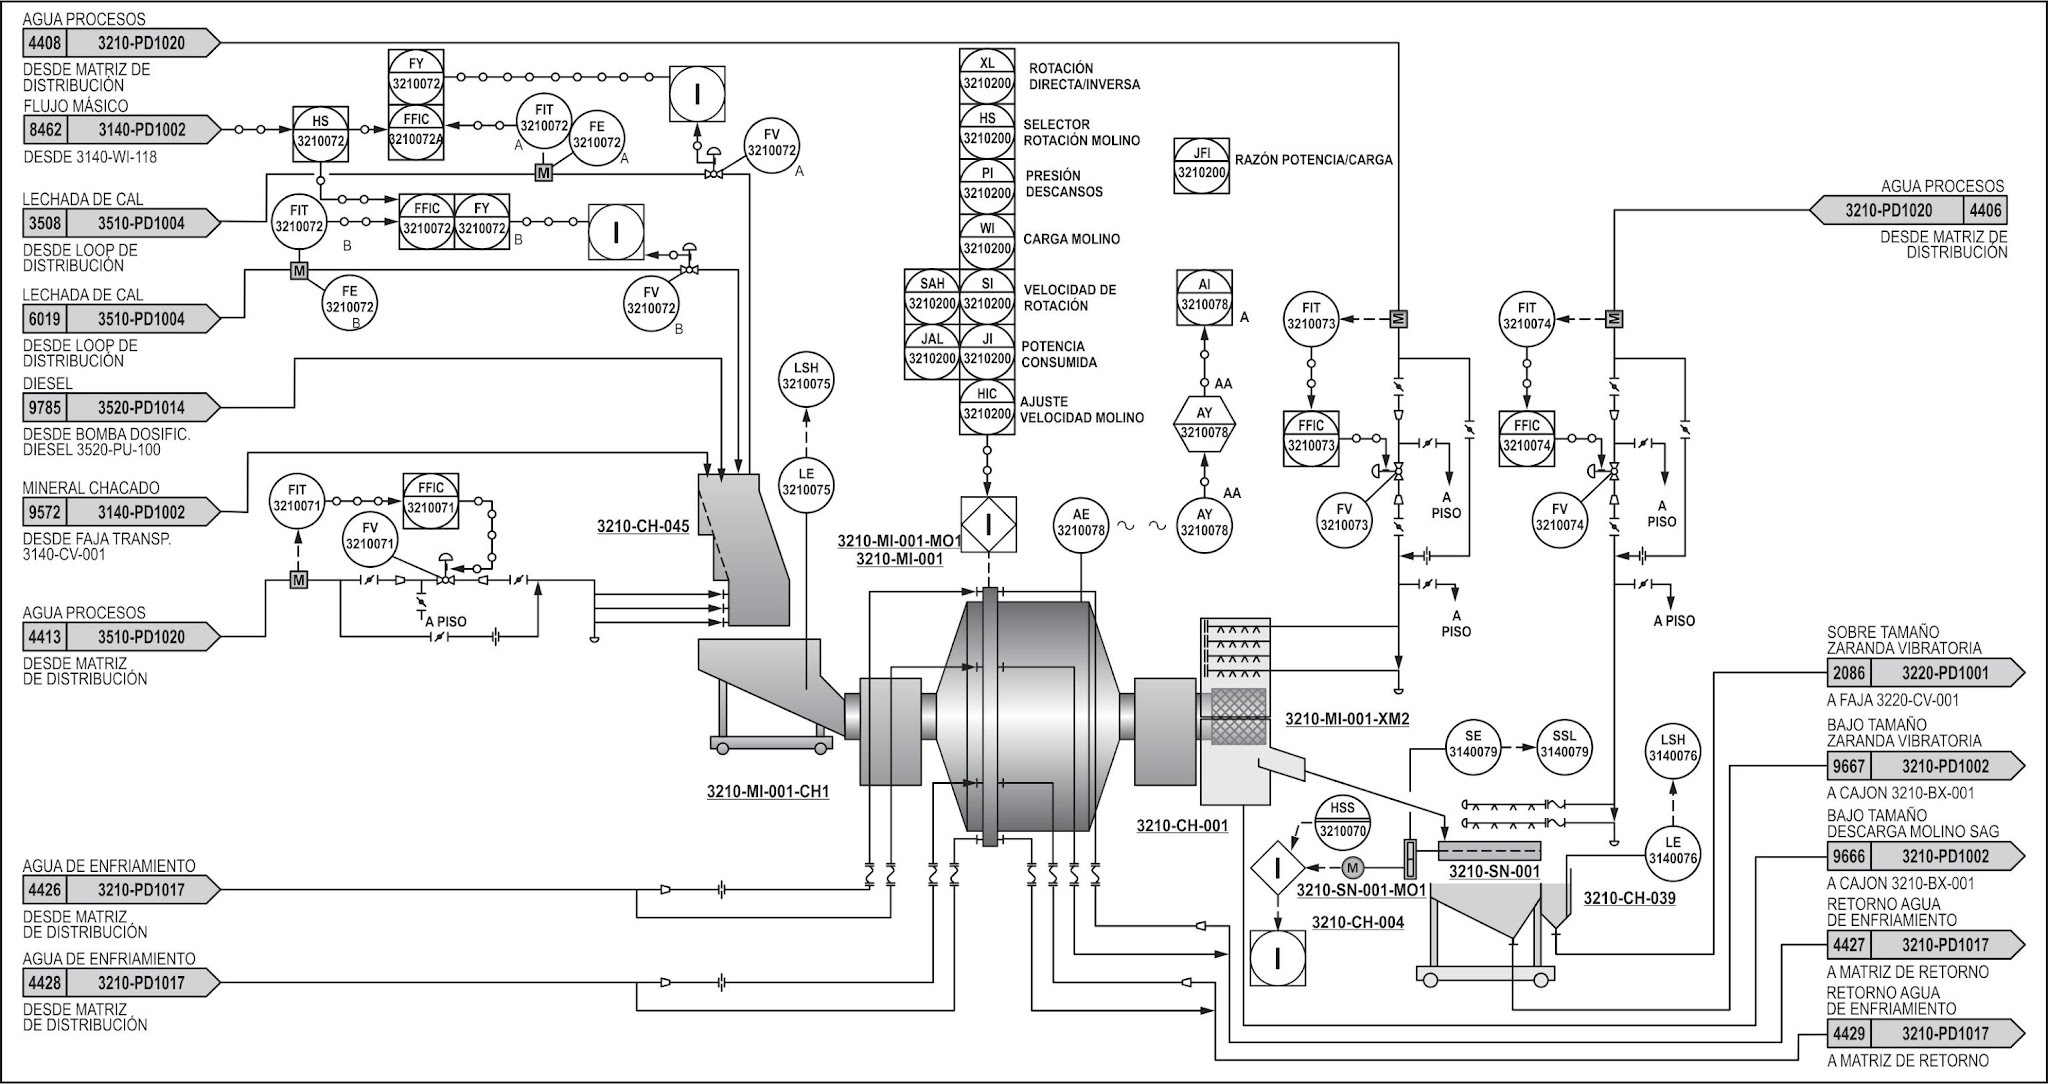 AGUA PROCESOS
4408 3210-PD1020
DESDE MATRIZ DE
DISTRIBUCIÓN
FLUJO MÁSICO
8462 3140-PD1002
DESDE 3140-WI-118
LECHADA DE CAL
3508 3510-PD1004
DESDE LOOP DE
DISTRIBUCIÓN
LECHADA DE CAL
6019 3510-PD1004
DESDE LOOP DE
DISTRIBUCIÓN
DIESEL
9785 3520-PD1014
DESDE BOMBA DOSIFIC.
DIESEL 3520-PU-100
MINERAL CHACADO
9572 3140-PD1002
DESDE FAJA TRANSP.
3140-CV-001
AGUA PROCESOS
4413 3510-PD1020
DESDE MATRIZ
DE DISTRIBUCIÓN
AGUA DE ENFRIAMIENTO
4426 3210-PD1017
DESDE MATRIZ
DE DISTRIBUCIÓN
AGUA DE ENFRIAMIENTO
4428 3210-PD1017
DESDE MATRIZ
DE DISTRIBUCIÓN
HS
3210072
FY
3210072
FFIC
3210072A
FIT
3210072
A
FE
3210072
A
M
I
FV
3210072
A
FIT
3210072
B
FFIC
3210072
FY
3210072
B
I
M
FE
3210072
B
FV
3210072
B
FIT
3210071
FV
3210071
FFIC
3210071
M
A PISO
3210-CH-045
LSH
3210075
LE
3210075
3210-MI-001-CH1
XL
3210200
ROTACIÓN
DIRECTA/INVERSA
HS
3210200
SELECTOR
ROTACIÓN MOLINO
PI
3210200
PRESIÓN
DESCANSOS
WI
3210200
CARGA MOLINO
SAH
3210200
SI
3210200
VELOCIDAD DE
ROTACIÓN
JAL
3210200
JI
3210200
POTENCIA
CONSUMIDA
HIC
3210200
AJUSTE
VELOCIDAD MOLINO
I
3210-MI-001-MO1
3210-MI-001
JFI
3210200
RAZÓN POTENCIA/CARGA
AI
3210078
A
AA
AY
3210078
AA
AE
3210078
AY
3210078
FIT
3210073
M
FFIC
3210073
FV
3210073
A
PISO
A
PISO
FIT
3210074
M
FFIC
3210074
FV
3210074
A
PISO
A PISO
3210-MI-001-XM2
3210-CH-001
SE
3140079
SSL
3140079
LSH
3140076
LE
3140076
HSS
3210070
I
M
3210-SN-001-MO1
3210-SN-001
3210-CH-039
3210-CH-004
I
AGUA PROCESOS
3210-PD1020 4406
DESDE MATRIZ DE
DISTRIBUCIÓN
SOBRE TAMAÑO
ZARANDA VIBRATORIA
2086 3220-PD1001
A FAJA 3220-CV-001
BAJO TAMAÑO
ZARANDA VIBRATORIA
9667 3210-PD1002
A CAJON 3210-BX-001
BAJO TAMAÑO
DESCARGA MOLINO SAG
9666 3210-PD1002
A CAJON 3210-BX-001
RETORNO AGUA
DE ENFRIAMIENTO
4427 3210-PD1017
A MATRIZ DE RETORNO
RETORNO AGUA
DE ENFRIAMIENTO
4429 3210-PD1017
A MATRIZ DE RETORNO